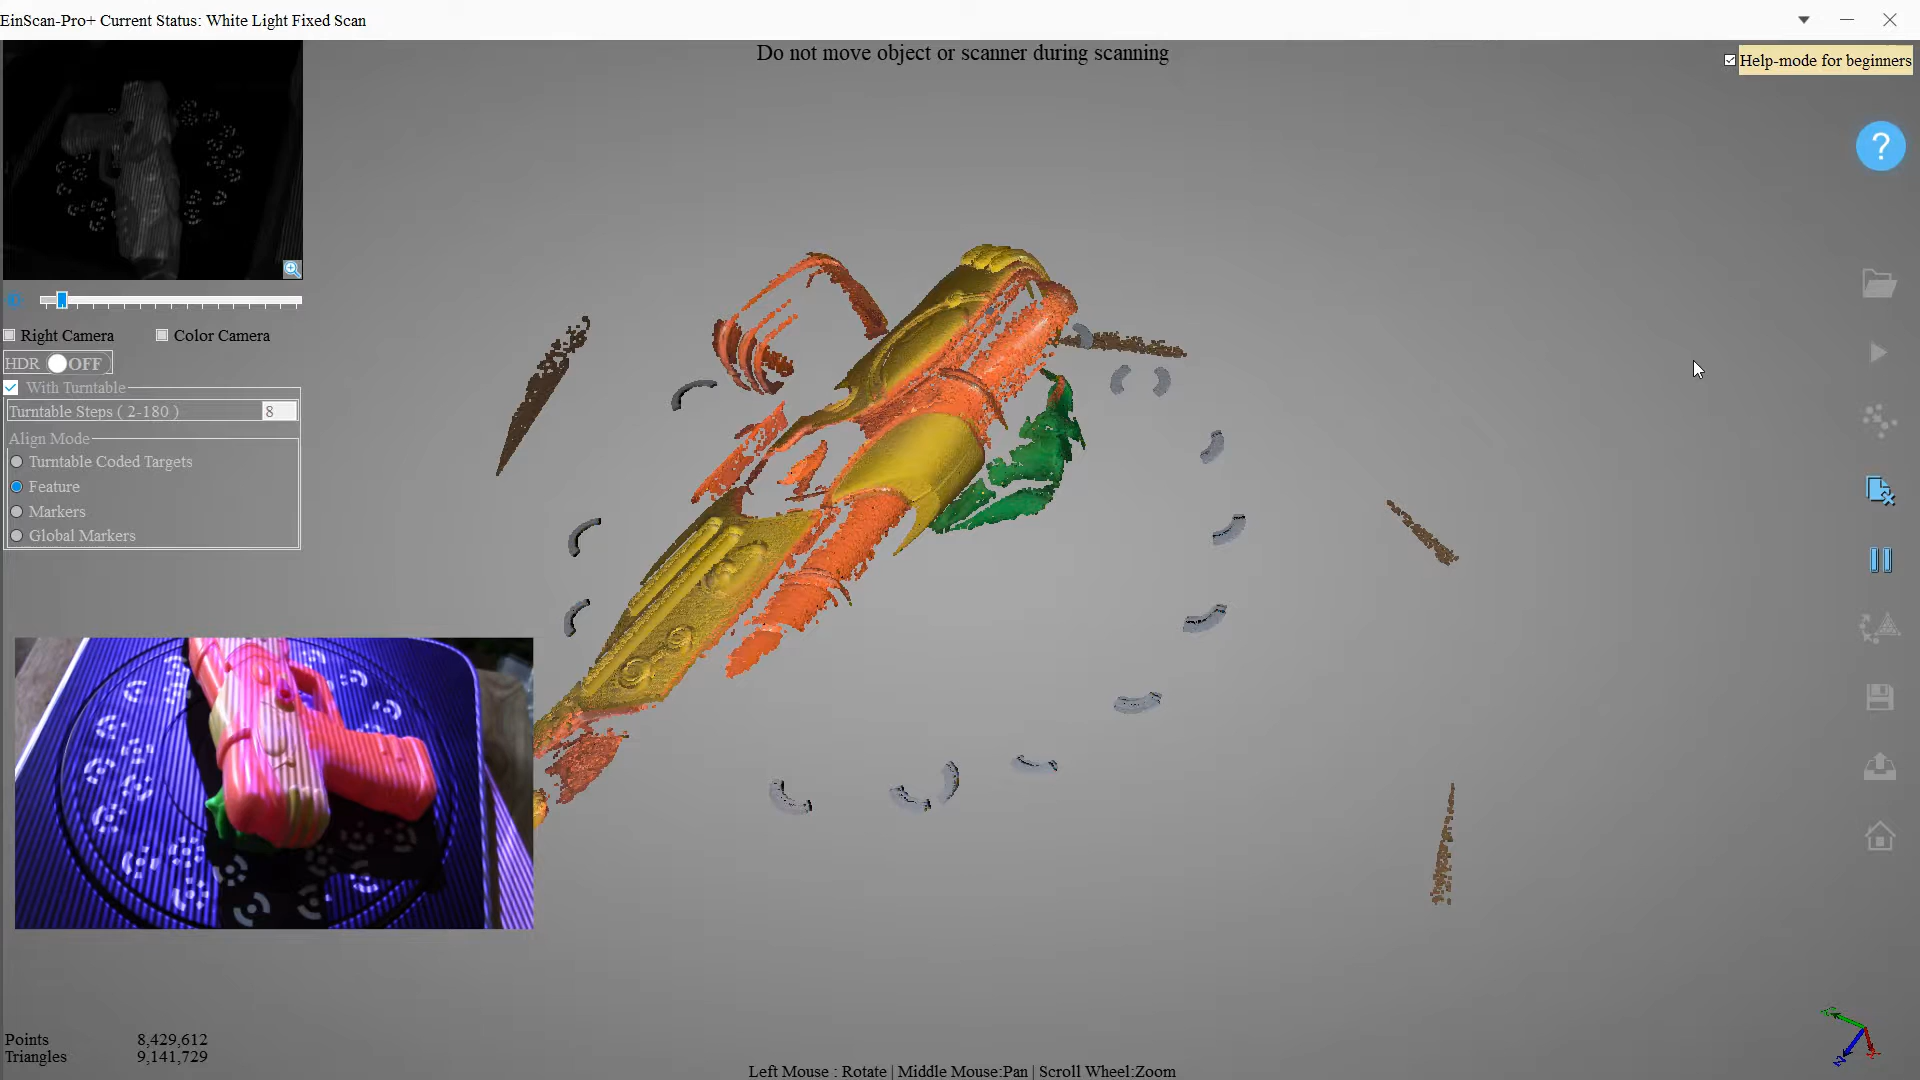 EinScan-Pro+ Current Status: White Light Fixed Scan
Do not move object or scanner during scanning
Help-mode for beginners
?
Right Camera
Color Camera
HDR OFF
With Turntable
Turntable Steps ( 2-180 ) 8
Align Mode
Turntable Coded Targets
Feature
Markers
Global Markers
Points 8,429,612
Triangles 9,141,729
Left Mouse : Rotate | Middle Mouse:Pan | Scroll Wheel:Zoom